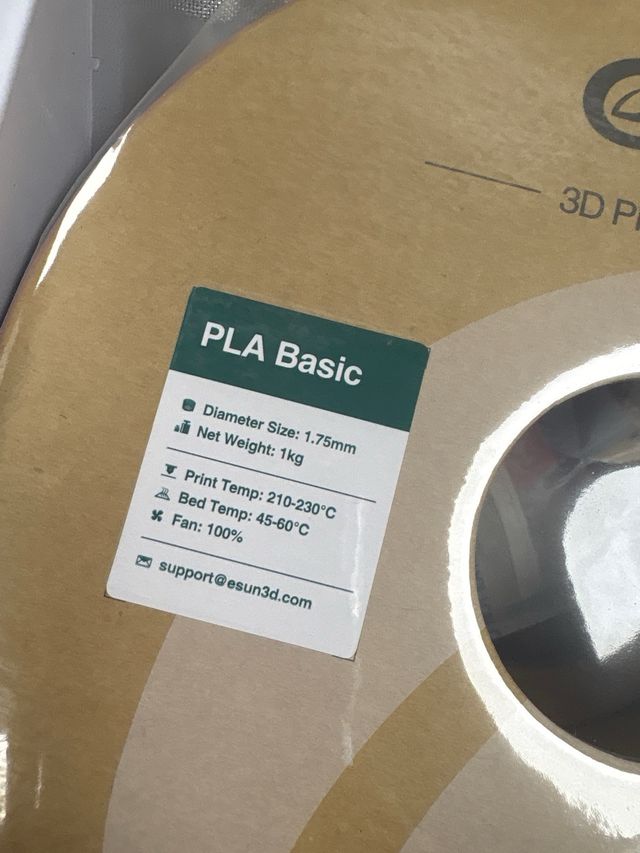 3D
PLA Basic
Diameter Size: 1.75mm
Net Weight: 1kg
Print Temp: 210-230°C
Bed Temp: 45-60°C
Fan: 100%
support@esun3d.com